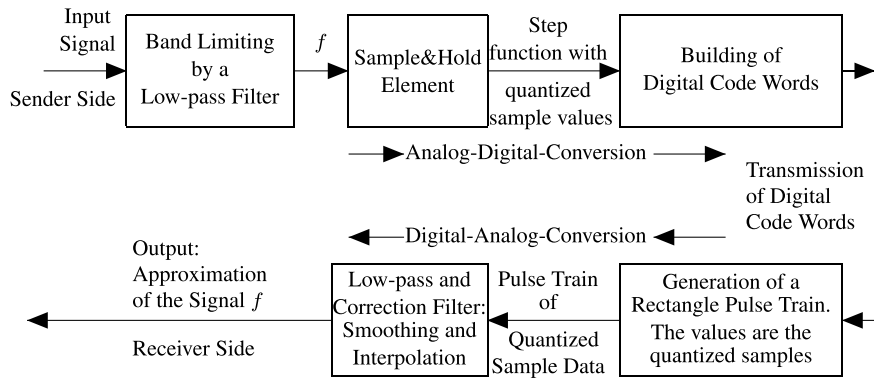 Input
Signal
Sender Side
Band Limiting
by a
Low-pass Filter
f
Sample&Hold
Element
Step
function with
quantized
sample values
Building of
Digital Code Words
Analog-Digital-Conversion
Transmission
of Digital
Code Words
Digital-Analog-Conversion
Output:
Approximation
of the Signal f
Receiver Side
Low-pass and
Correction Filter:
Smoothing and
Interpolation
Pulse Train
of
Quantized
Sample Data
Generation of a
Rectangle Pulse Train.
The values are the
quantized samples